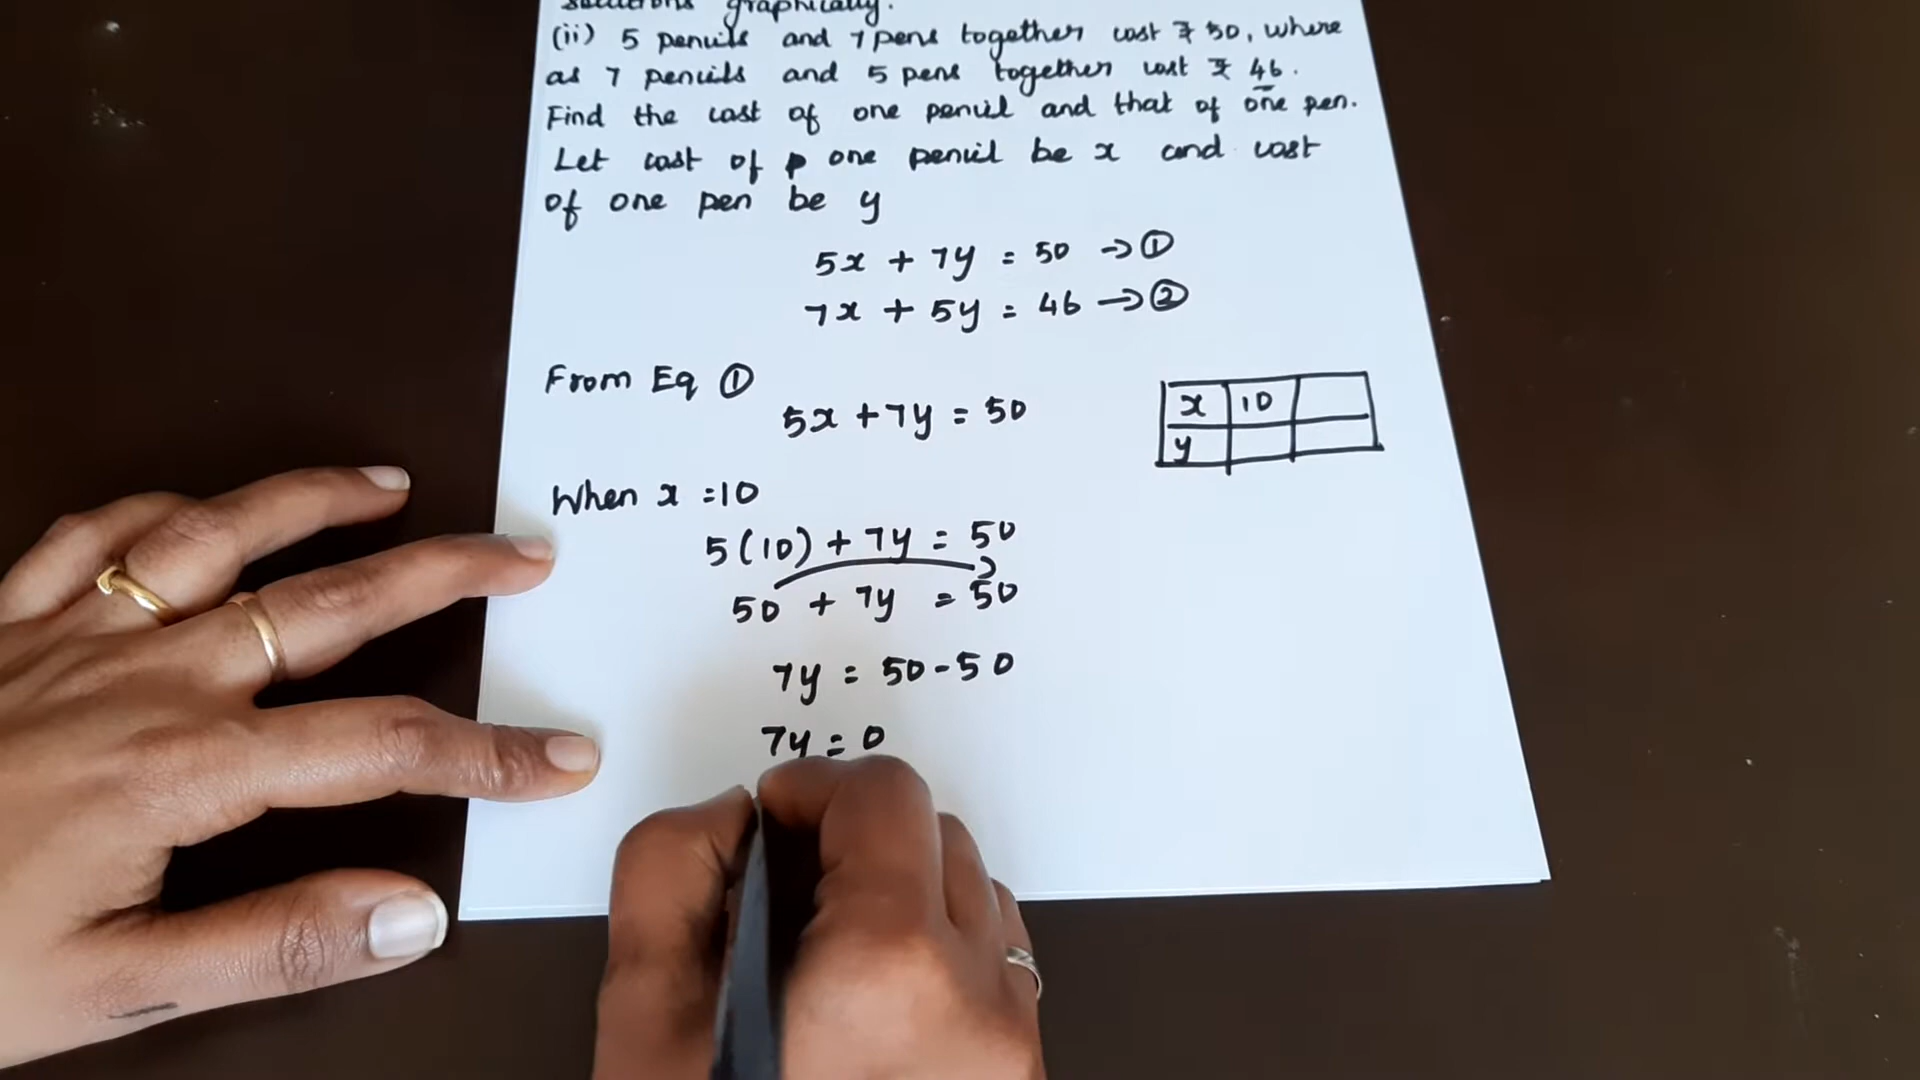 solutions graphically.
(ii) 5 pencils and 7 pens together cost ₹ 50, where
as 7 pencils and 5 pens together cost ₹ 46.
Find the cost of one pencil and that of one pen.
Let cost of p one pencil be x and cost
of one pen be y
5x + 7y = 50 → ①
7x + 5y = 46 → ②
From Eq ①
5x + 7y = 50
x 10
y
When x = 10
5(10) + 7y = 50
50 + 7y = 50
7y = 50 - 50
7y = 0